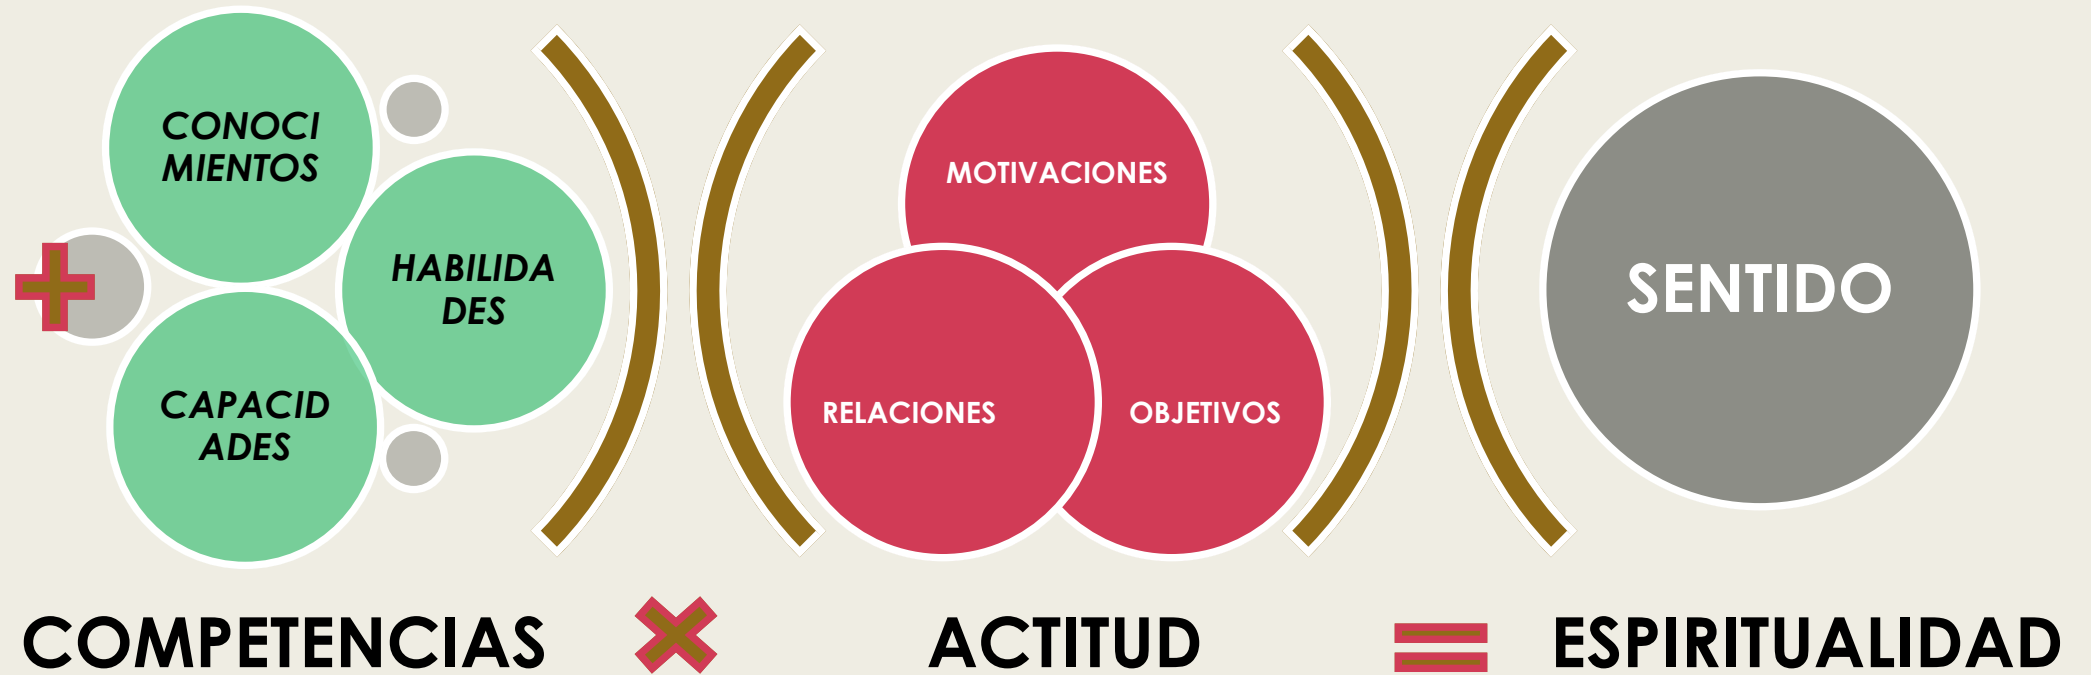 CONOCI
MIENTOS
HABILIDA
DES
CAPACID
ADES
MOTIVACIONES
RELACIONES
OBJETIVOS
SENTIDO
COMPETENCIAS
ACTITUD
ESPIRITUALIDAD